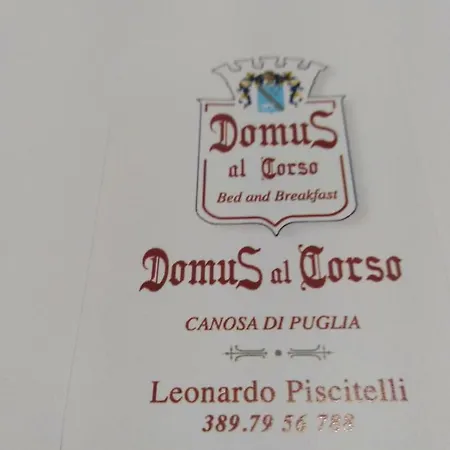 DomuS
al Corso
Bed and Breakfast
DomuS al Corso
CANOSA DI PUGLIA
Leonardo Piscitelli
389.79 56 788